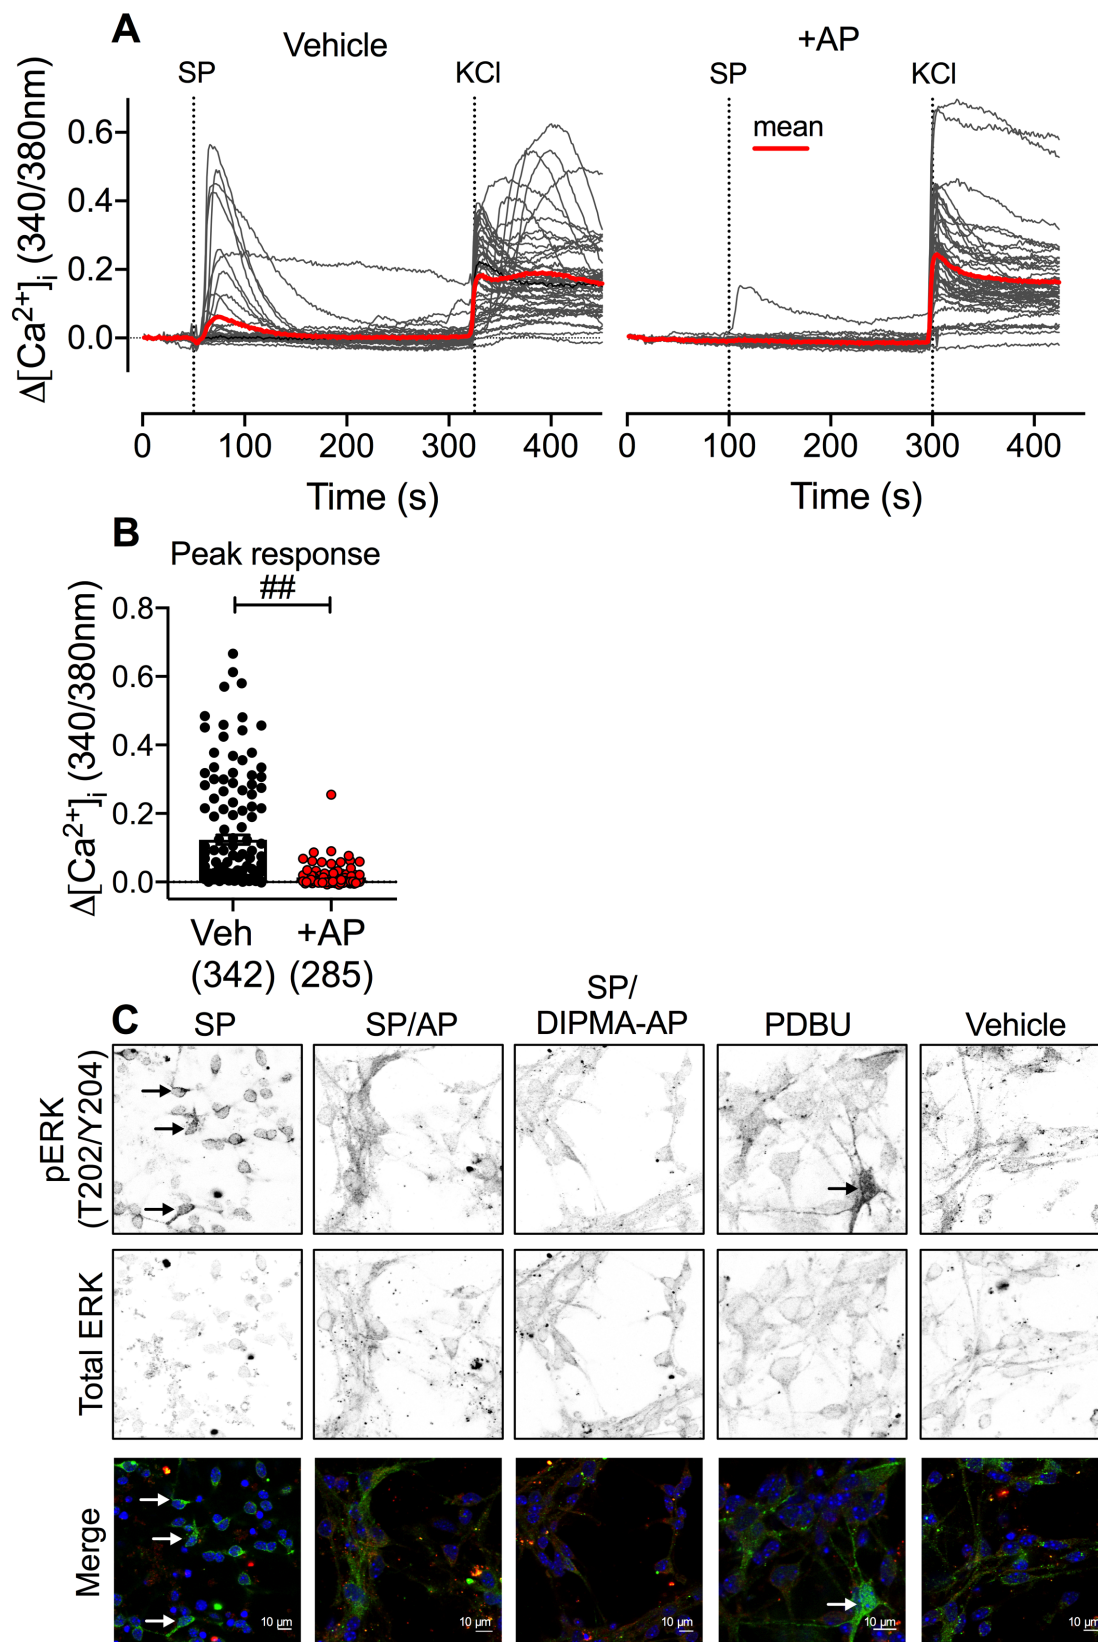 A
Vehicle
+AP
SP
KCl
SP
KCl
mean
Δ[Ca2+]i (340/380nm)
0.6
0.4
0.2
0.0
0
100
200
300
400
0
100
200
300
400
Time (s)
Time (s)
B
Peak response
##
Δ[Ca2+]i (340/380nm)
0.8
0.6
0.4
0.2
0.0
Veh
+AP
(342)
(285)
C
SP
SP/AP
SP/
DIPMA-AP
PDBU
Vehicle
pERK
(T202/Y204)
Total ERK
Merge
10 µm
10 µm
10 µm
10 µm
10 µm